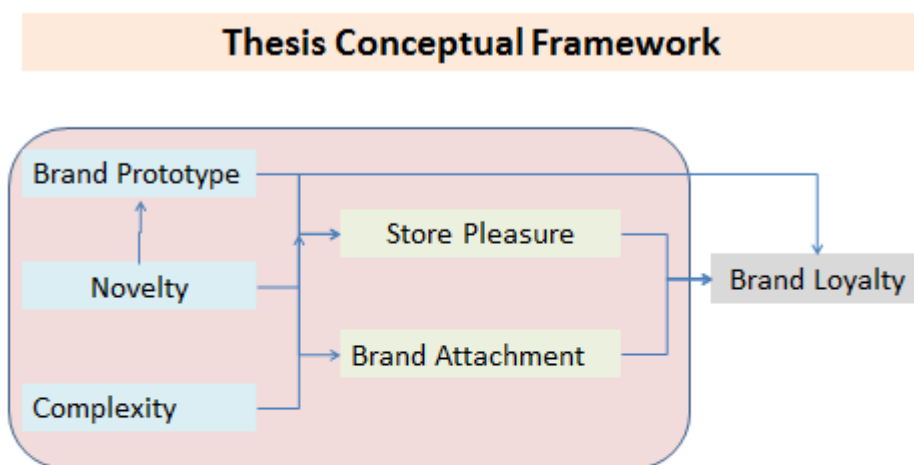 Thesis Conceptual Framework
Brand Prototype
Store Pleasure
Novelty
Brand Loyalty
Brand Attachment
Complexity